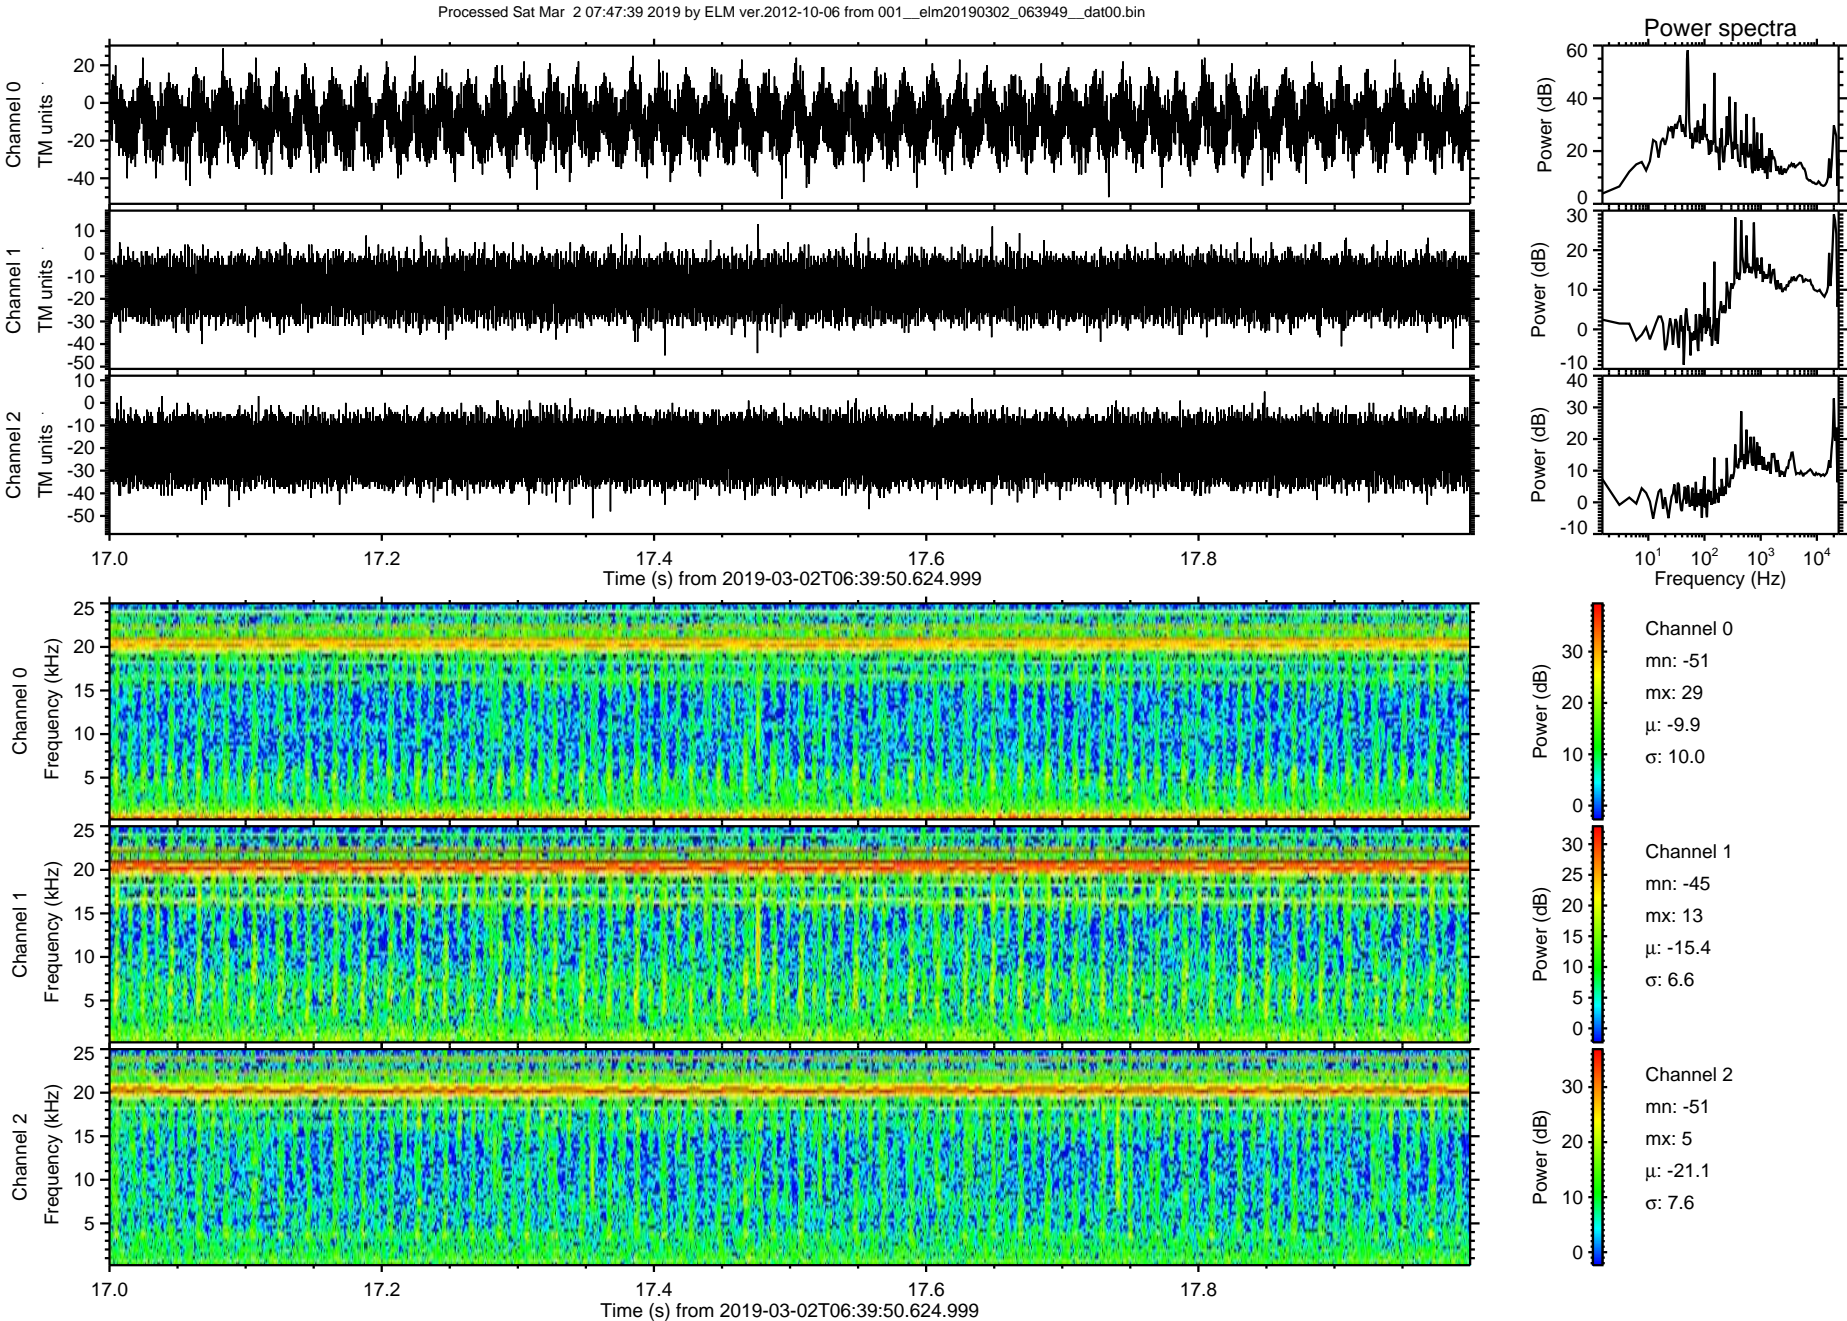 Processed Sat Mar 2 07:47:39 2019 by ELM ver.2012-10-06 from 001__elm20190302_063949__dat00.bin
Power spectra
Channel 0
TM units
20
0
-20
-40
Power (dB)
60
40
20
0
Channel 1
TM units
10
0
-10
-20
-30
-40
-50
Power (dB)
30
20
10
0
-10
Channel 2
TM units
10
0
-10
-20
-30
-40
-50
Power (dB)
40
30
20
10
0
-10
17.0 17.2 17.4 17.6 17.8
Time (s) from 2019-03-02T06:39:50.624.999
10^1 10^2 10^3 10^4
Frequency (Hz)
Channel 0
Frequency (kHz)
25
20
15
10
5
Power (dB)
30
20
10
0
Channel 0
mn: -51
mx: 29
μ: -9.9
σ: 10.0
Channel 1
Frequency (kHz)
25
20
15
10
5
Power (dB)
30
25
20
15
10
5
0
Channel 1
mn: -45
mx: 13
μ: -15.4
σ: 6.6
Channel 2
Frequency (kHz)
25
20
15
10
5
Power (dB)
30
20
10
0
Channel 2
mn: -51
mx: 5
μ: -21.1
σ: 7.6
17.0 17.2 17.4 17.6 17.8
Time (s) from 2019-03-02T06:39:50.624.999